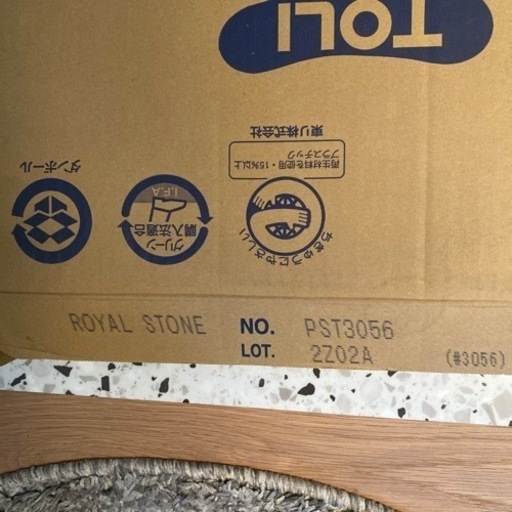 TOLI
東リ株式会社
プラスチック
再生材料を使用・15%以上
ダンボール
I.F.A
グリーン
購入法適合
ちきゅうにやさしい
ROYAL STONE NO. PST3056
LOT. 2Z02A (#3056)